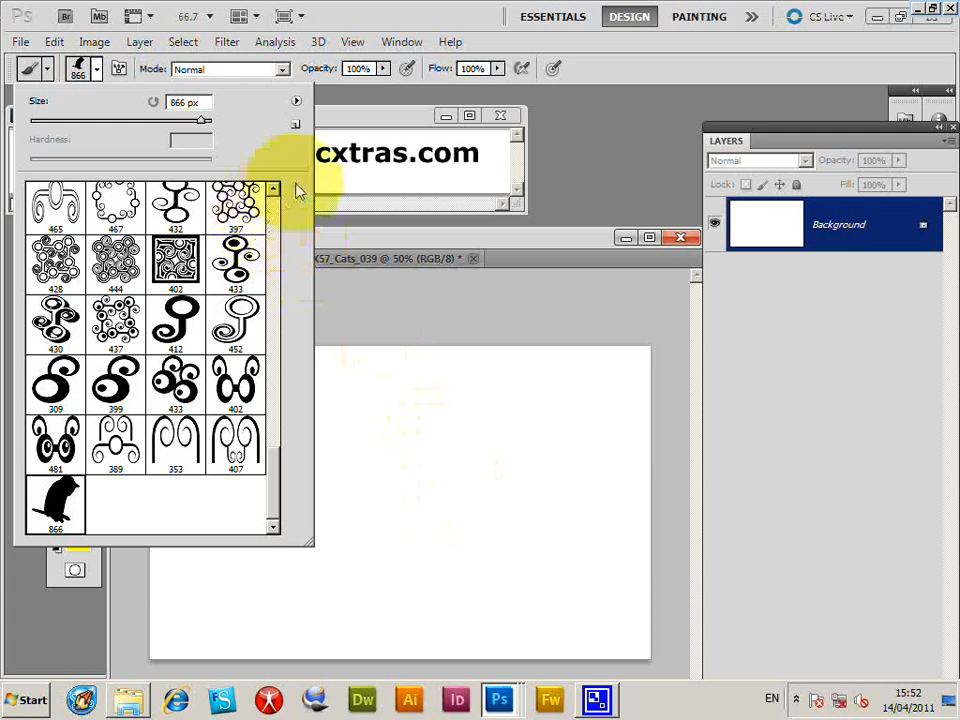 Ps Br Mb 66.7 ESSENTIALS DESIGN PAINTING CS Live
File Edit Image Layer Select Filter Analysis 3D View Window Help
866 Mode: Normal Opacity: 100% Flow: 100%
Size: 866 px
Hardness:
cxtras.com
465 467 432 397
428 444 402 433
430 437 412 452
309 399 433 402
481 389 353 407
866
X57_Cats_039 @ 50% (RGB/8) *
Mb
LAYERS
Normal Opacity: 100%
Lock: Fill: 100%
Background
Start FS Dw Ai Id Ps Fw EN 15:52
14/04/2011